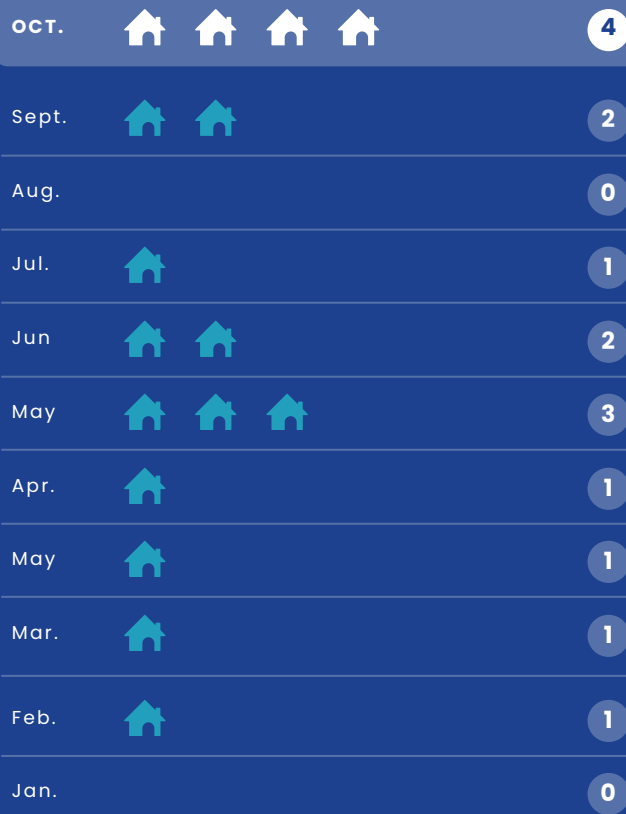 OCT. 4
Sept. 2
Aug. 0
Jul. 1
Jun 2
May 3
Apr. 1
May 1
Mar. 1
Feb. 1
Jan. 0